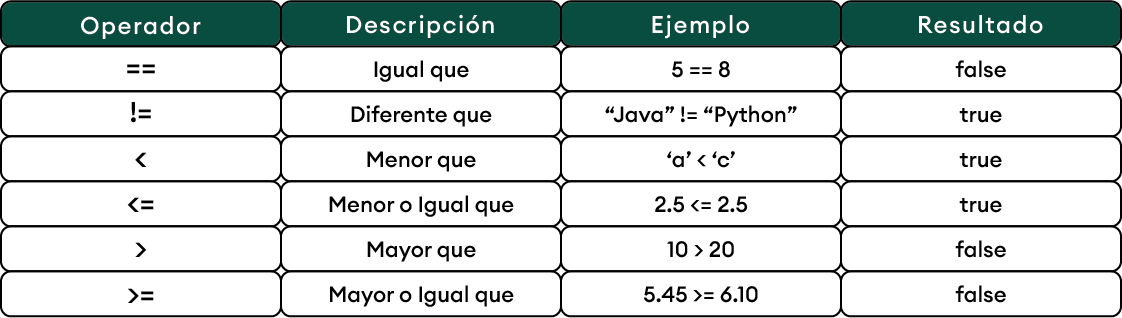 Operador Descripción Ejemplo Resultado
== Igual que 5 == 8 false
!= Diferente que “Java” != “Python” true
< Menor que ‘a’ < ‘c’ true
<= Menor o Igual que 2.5 <= 2.5 true
> Mayor que 10 > 20 false
>= Mayor o Igual que 5.45 >= 6.10 false